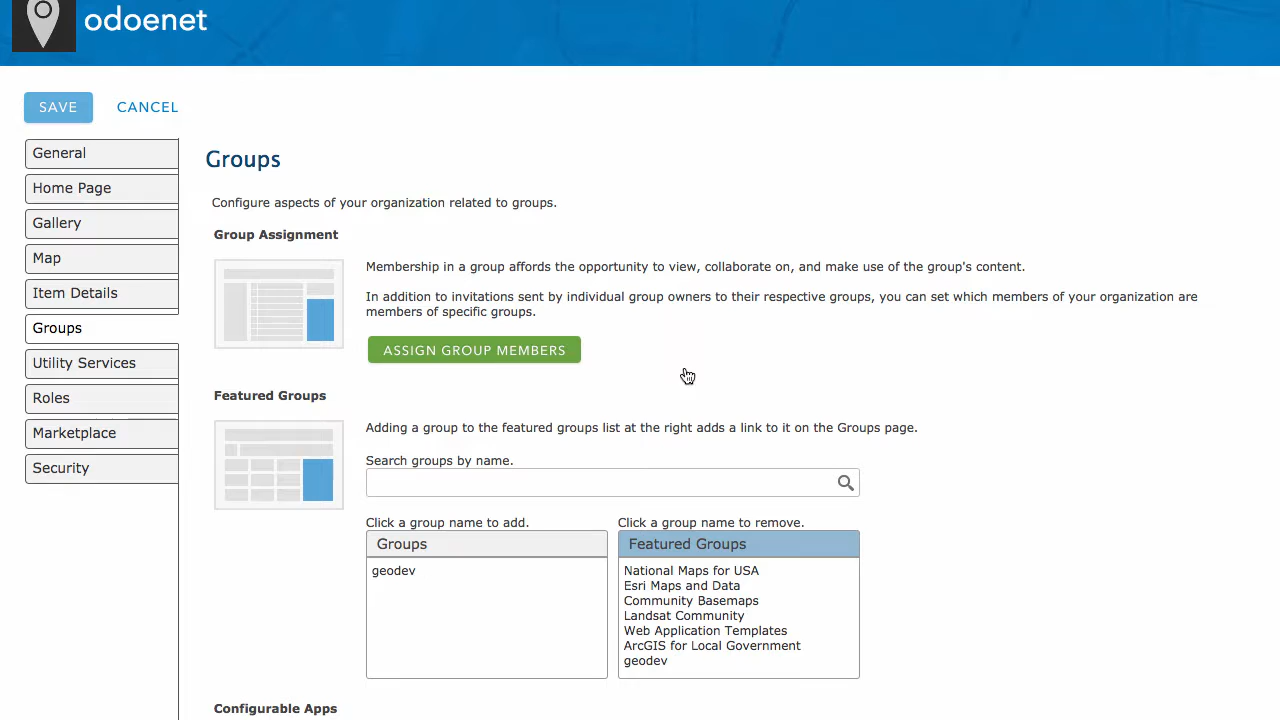 odoenet
SAVE
CANCEL
General
Home Page
Gallery
Map
Item Details
Groups
Utility Services
Roles
Marketplace
Security
Groups
Configure aspects of your organization related to groups.
Group Assignment
Membership in a group affords the opportunity to view, collaborate on, and make use of the group's content.
In addition to invitations sent by individual group owners to their respective groups, you can set which members of your organization are
members of specific groups.
ASSIGN GROUP MEMBERS
Featured Groups
Adding a group to the featured groups list at the right adds a link to it on the Groups page.
Search groups by name.
Click a group name to add.
Groups
geodev
Click a group name to remove.
Featured Groups
National Maps for USA
Esri Maps and Data
Community Basemaps
Landsat Community
Web Application Templates
ArcGIS for Local Government
geodev
Configurable Apps